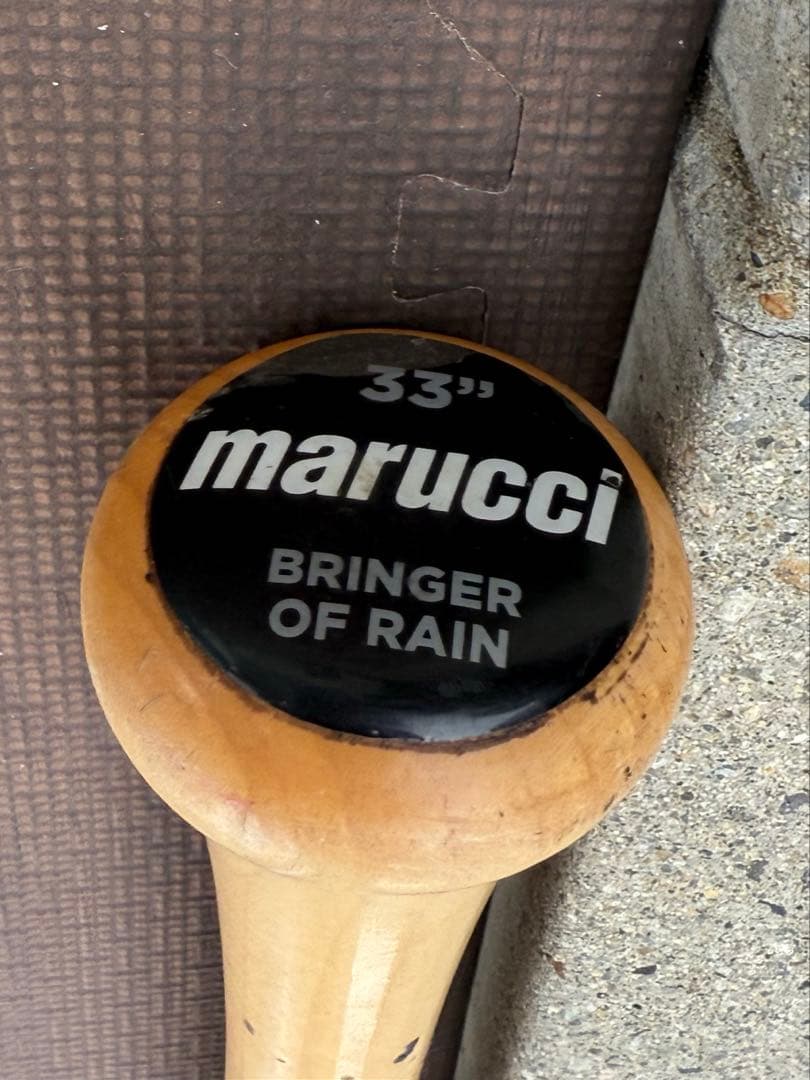 33”
marucci
BRINGER
OF RAIN